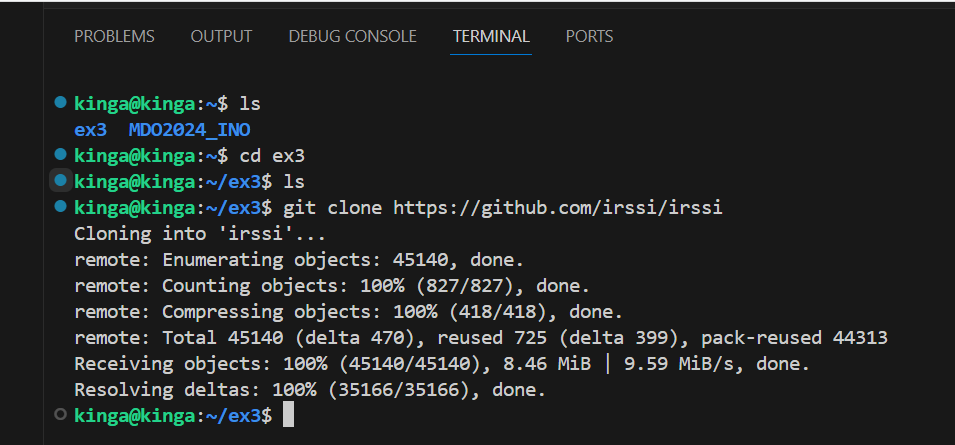 PROBLEMS OUTPUT DEBUG CONSOLE TERMINAL PORTS
kinga@kinga:~$ ls
ex3  MDO2024_INO
kinga@kinga:~$ cd ex3
kinga@kinga:~/ex3$ ls
kinga@kinga:~/ex3$ git clone https://github.com/irssi/irssi
Cloning into 'irssi'...
remote: Enumerating objects: 45140, done.
remote: Counting objects: 100% (827/827), done.
remote: Compressing objects: 100% (418/418), done.
remote: Total 45140 (delta 470), reused 725 (delta 399), pack-reused 44313
Receiving objects: 100% (45140/45140), 8.46 MiB | 9.59 MiB/s, done.
Resolving deltas: 100% (35166/35166), done.
kinga@kinga:~/ex3$